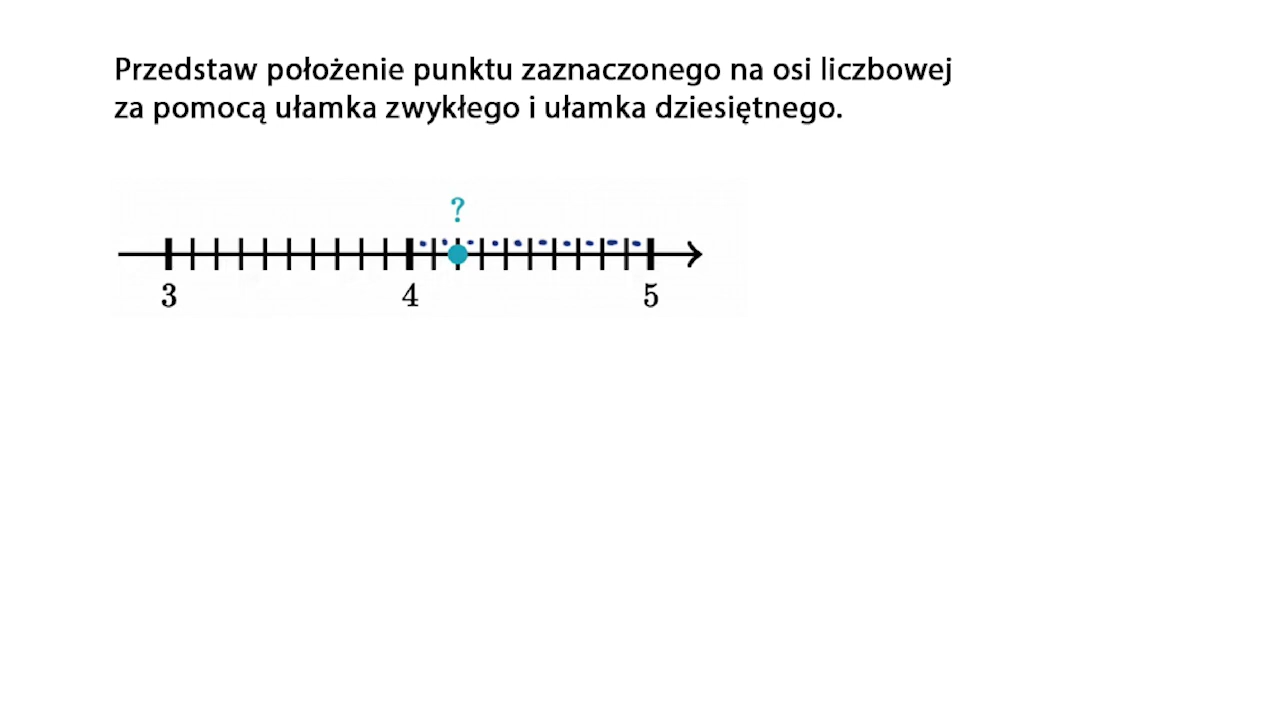 Przedstaw położenie punktu zaznaczonego na osi liczbowej
za pomocą ułamka zwykłego i ułamka dziesiętnego.
?
3 4 5